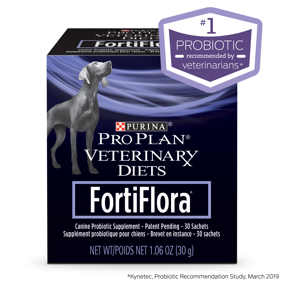 #1
PROBIOTIC
recommended by
veterinarians*
PURINA®
PRO PLAN®
VETERINARY
DIETS
FortiFlora®
Canine Probiotic Supplement - Patent Pending - 30 Sachets
Supplément probiotique pour chiens - Brevet en instance - 30 sachets
NET WT/POIDS NET 1.06 OZ (30 g)
*Kynetec, Probiotic Recommendation Study, March 2019